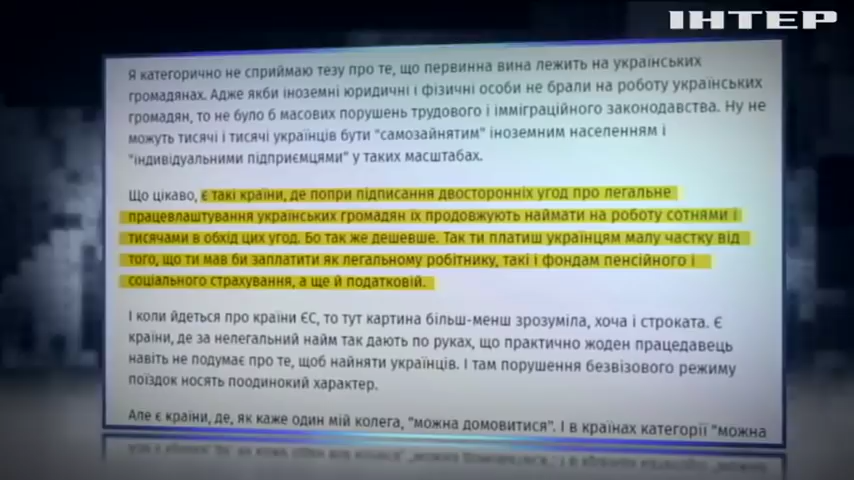 ІНТЕР
Я категорично не сприймаю тезу про те, що первинна вина лежить на українських
громадянах. Адже якби іноземні юридичні і фізичні особи не брали на роботу українських
громадян, то не було б масових порушень трудового і імміграційного законодавства. Ну не
можуть тисячі і тисячі українців бути "самозайнятим" іноземним населенням і
"індивідуальними підприємцями" у таких масштабах.
Що цікаво, є такі країни, де попри підписання двосторонніх угод про легальне
працевлаштування українських громадян їх продовжують наймати на роботу сотнями і
тисячами в обхід цих угод. Бо так же дешевше. Так ти платиш українцям малу частку від
того, що ти мав би заплатити як легальному робітнику, такі і фондам пенсійного і
соціального страхування, а ще й податковій.
І коли йдеться про країни ЄС, то тут картина більш-менш зрозуміла, хоча і строката. Є
країни, де за нелегальний найм так дають по руках, що практично жоден працедавець
навіть не подумає про те, щоб найняти українців. І там порушення безвізового режиму
поїздок носять поодинокий характер.
Але є країни, де, як каже один мій колега, "можна домовитися". І в країнах категорії "можна